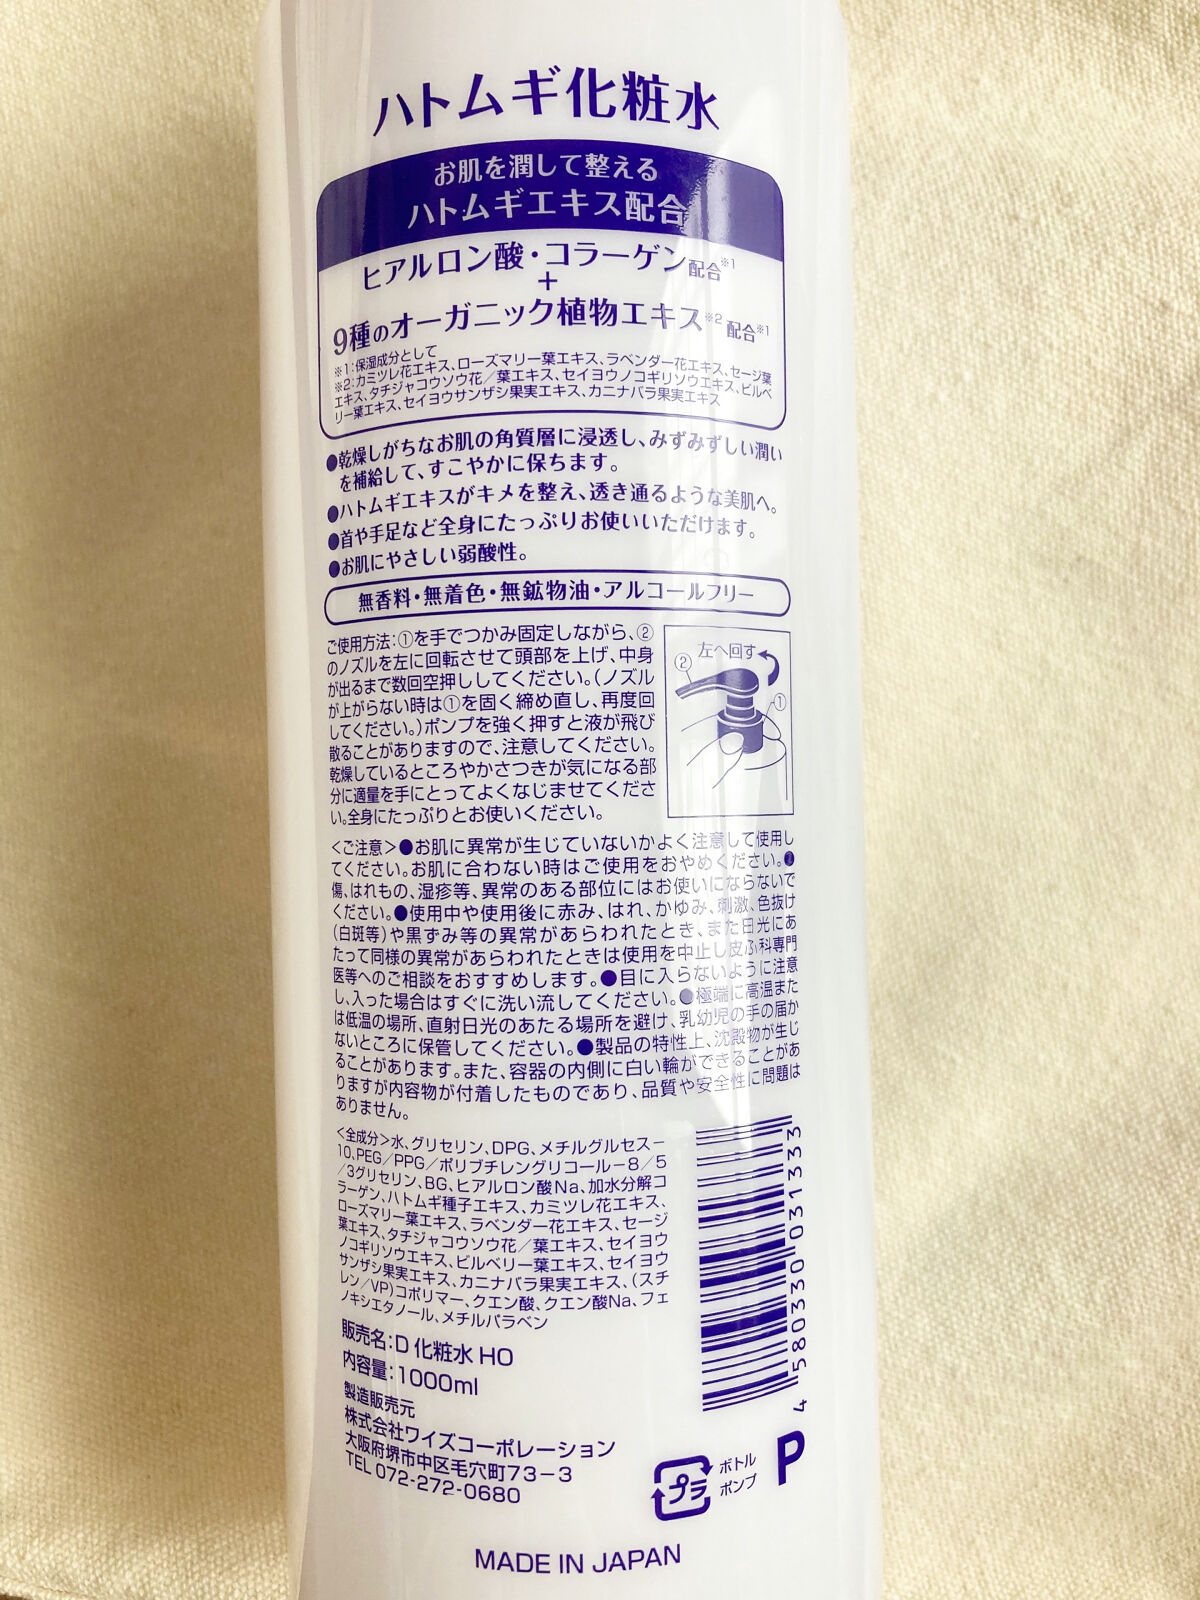 ハトムギ化粧水
お肌を潤して整える
ハトムギエキス配合
ヒアルロン酸・コラーゲン配合※1
+
9種のオーガニック植物エキス※2配合※1
※1:保湿成分として
※2:カミツレ花エキス、ローズマリー葉エキス、ラベンダー花エキス、セージ葉
エキス、タチジャコウソウ花／葉エキス、セイヨウノコギリソウエキス、ビルベ
リー葉エキス、セイヨウサンザシ果実エキス、カニナバラ果実エキス
●乾燥しがちなお肌の角質層に浸透し、みずみずしい潤い
を補給して、すこやかに保ちます。
●ハトムギエキスがキメを整え、透き通るような美肌へ。
●首や手足など全身にたっぷりお使いいただけます。
●お肌にやさしい弱酸性。
無香料・無着色・無鉱物油・アルコールフリー
ご使用方法:①を手でつかみ固定しながら、②
のノズルを左に回転させて頭部を上げ、中身
が出るまで数回空押ししてください。(ノズル
が上がらない時は①を固く締め直し、再度回
してください。)ポンプを強く押すと液が飛び
散ることがありますので、注意してください。
乾燥しているところやかさつきが気になる部
分に適量を手にとってよくなじませてくださ
い。全身にたっぷりとお使いください。
左へ回す
②
①
＜ご注意＞●お肌に異常が生じていないかよく注意して使用し
てください。お肌に合わない時はご使用をおやめください。●
傷、はれもの、湿疹等、異常のある部位にはお使いにならないで
ください。●使用中や使用後に赤み、はれ、かゆみ、刺激、色抜け
(白斑等)や黒ずみ等の異常があらわれたとき、また日光にあ
たって同様の異常があらわれたときは使用を中止し皮ふ科専門
医等へのご相談をおすすめします。●目に入らないように注意
し、入った場合はすぐに洗い流してください。●極端に高温また
は低温の場所、直射日光のあたる場所を避け、乳幼児の手の届か
ないところに保管してください。●製品の特性上、沈殿物が生じ
ることがあります。また、容器の内側に白い輪ができることがあ
りますが内容物が付着したものであり、品質や安全性に問題は
ありません。
＜全成分＞水、グリセリン、DPG、メチルグルセス－
10、PEG／PPG／ポリブチレングリコール－8／5
／3グリセリン、BG、ヒアルロン酸Na、加水分解コ
ラーゲン、ハトムギ種子エキス、カミツレ花エキス、
ローズマリー葉エキス、ラベンダー花エキス、セージ
葉エキス、タチジャコウソウ花／葉エキス、セイヨウ
ノコギリソウエキス、ビルベリー葉エキス、セイヨウ
サンザシ果実エキス、カニナバラ果実エキス、(スチ
レン／VP)コポリマー、クエン酸、クエン酸Na、フェ
ノキシエタノール、メチルパラベン
4 580330 031333
販売名:D 化粧水 HO
内容量:1000ml
製造販売元
株式会社ワイズコーポレーション
大阪府堺市中区毛穴町73－3
TEL 072-272-0680
プラ
ボトル
ポンプ
P
MADE IN JAPAN